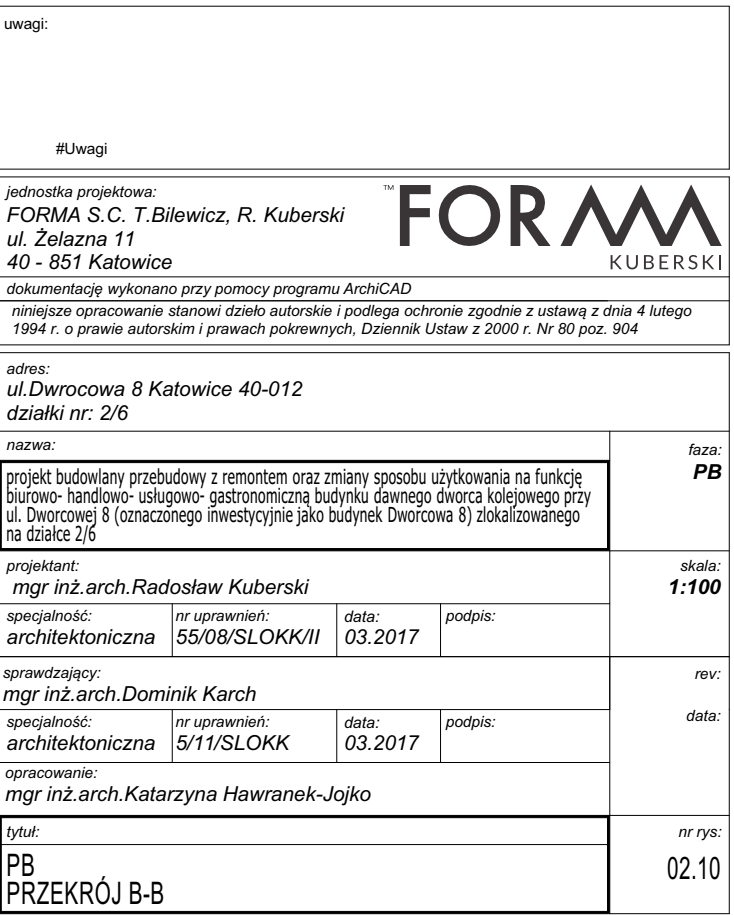 uwagi:
#Uwagi
jednostka projektowa:
FORMA S.C. T.Bilewicz, R. Kuberski
ul. Żelazna 11
40 - 851 Katowice
™FORMA
KUBERSKI
dokumentację wykonano przy pomocy programu ArchiCAD
niniejsze opracowanie stanowi dzieło autorskie i podlega ochronie zgodnie z ustawą z dnia 4 lutego
1994 r. o prawie autorskim i prawach pokrewnych, Dziennik Ustaw z 2000 r. Nr 80 poz. 904
adres:
ul.Dwrocowa 8 Katowice 40-012
działki nr: 2/6
nazwa:
projekt budowlany przebudowy z remontem oraz zmiany sposobu użytkowania na funkcję
biurowo- handlowo- usługowo- gastronomiczną budynku dawnego dworca kolejowego przy
ul. Dworcowej 8 (oznaczonego inwestycyjnie jako budynek Dworcowa 8) zlokalizowanego
na działce 2/6
faza:
PB
projektant:
mgr inż.arch.Radosław Kuberski
skala:
1:100
specjalność: nr uprawnień: data: podpis:
architektoniczna 55/08/SLOKK/II 03.2017
sprawdzający:
mgr inż.arch.Dominik Karch
rev:
specjalność: nr uprawnień: data: podpis:
architektoniczna 5/11/SLOKK 03.2017
data:
opracowanie:
mgr inż.arch.Katarzyna Hawranek-Jojko
tytuł:
PB
PRZEKRÓJ B-B
nr rys:
02.10